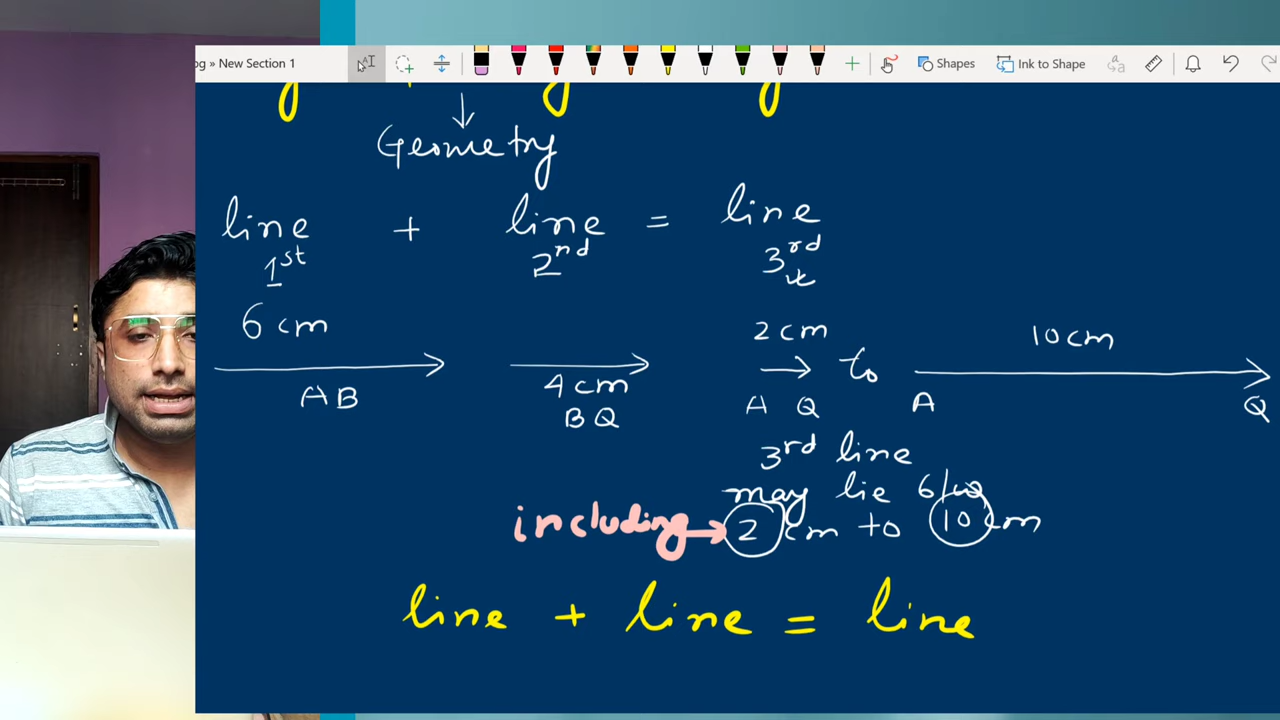 og » New Section 1
Shapes
Ink to Shape
Geometry
line + line = line
1st 2nd 3rd
6 cm 2 cm 10 cm
to
AB 4 cm A Q A Q
BQ
3rd line
may lie b/w
including → 2 cm to 10 cm
line + line = line